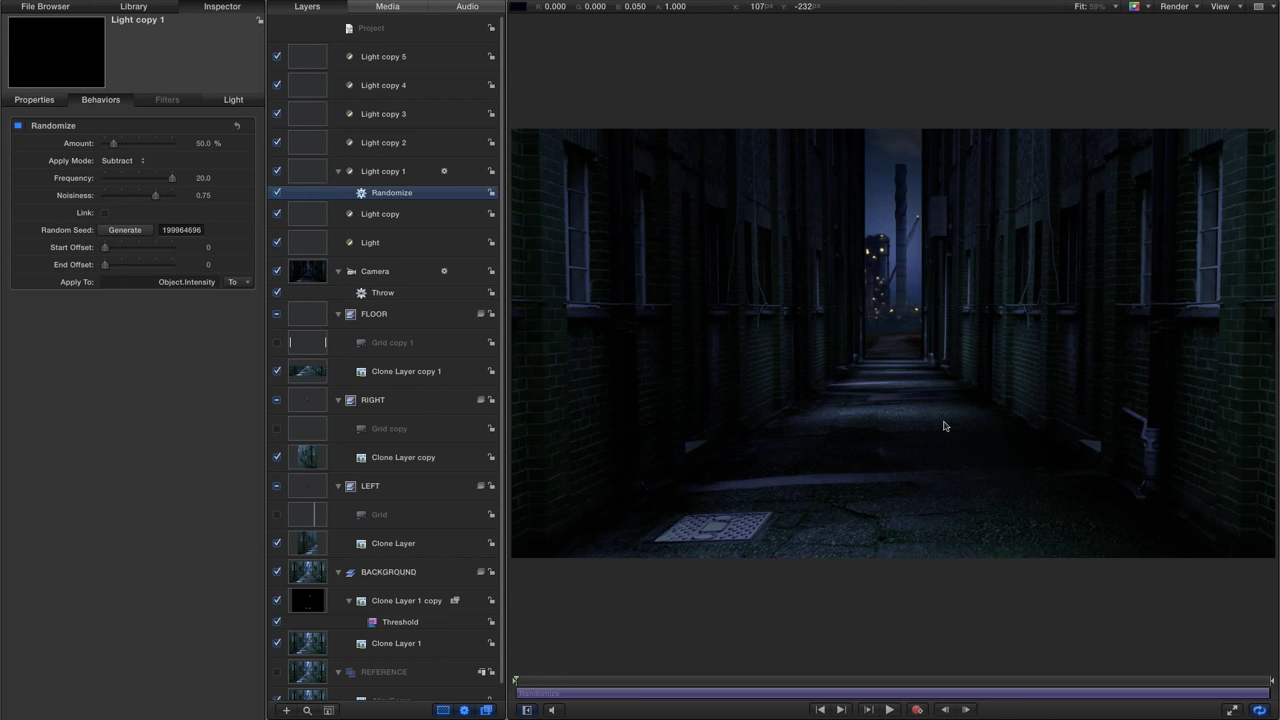 File Browser Library Inspector Layers Media Audio R: 0.000 G: 0.000 B: 0.050 A: 1.000 X: 107px Y: -232px Fit: 59% Render View
Light copy 1
Properties Behaviors Filters Light
Randomize
Amount: 50.0 %
Apply Mode: Subtract
Frequency: 20.0
Noisiness: 0.75
Link:
Random Seed: Generate 199964696
Start Offset: 0
End Offset: 0
Apply To: Object.Intensity To
Project
Light copy 5
Light copy 4
Light copy 3
Light copy 2
Light copy 1
Randomize
Light copy
Light
Camera
Throw
FLOOR
Grid copy 1
Clone Layer copy 1
RIGHT
Grid copy
Clone Layer copy
LEFT
Grid
Clone Layer
BACKGROUND
Clone Layer 1 copy
Threshold
Clone Layer 1
REFERENCE
Randomize